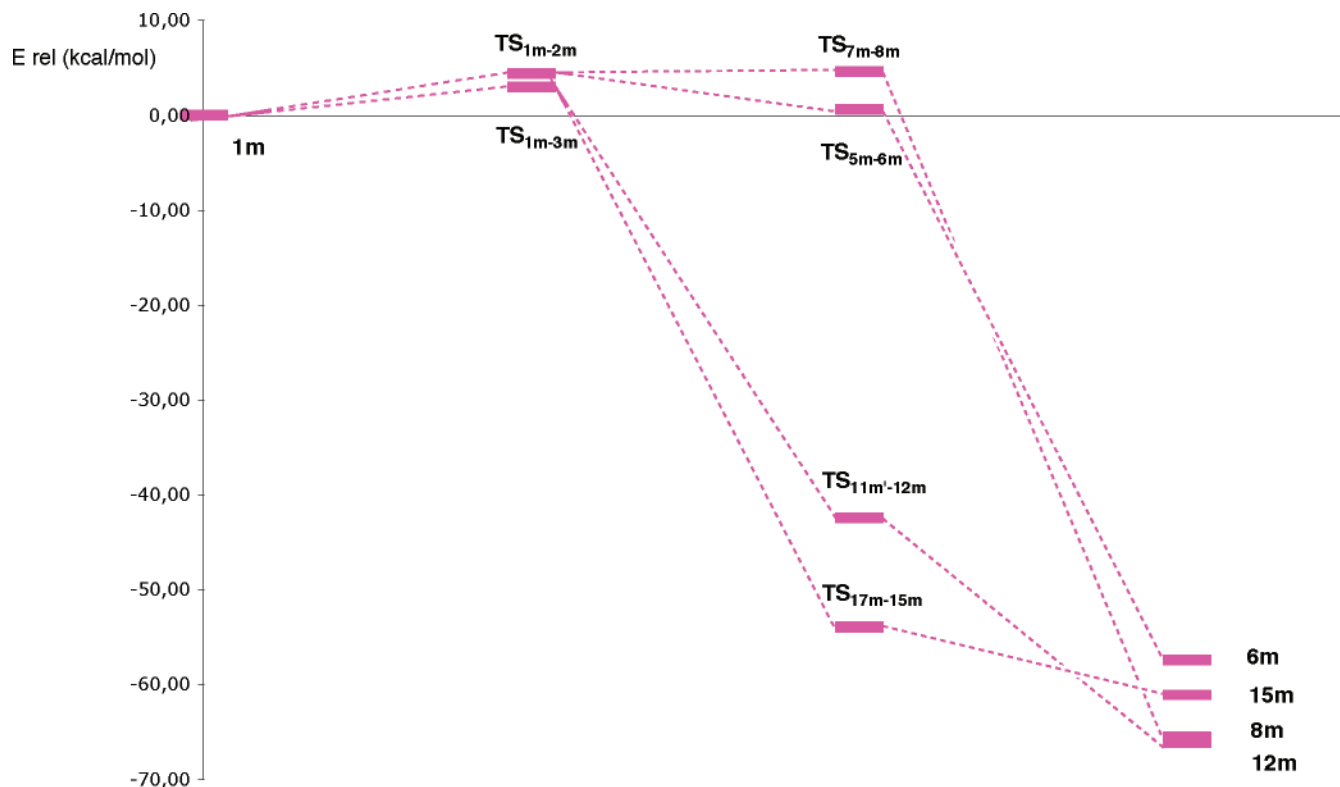 10,00
E rel (kcal/mol)
TS1m-2m
TS7m-8m
0,00
1m
TS1m-3m
TS5m-6m
-10,00
-20,00
-30,00
-40,00
TS11m'-12m
-50,00
TS17m-15m
-60,00
6m
15m
8m
12m
-70,00